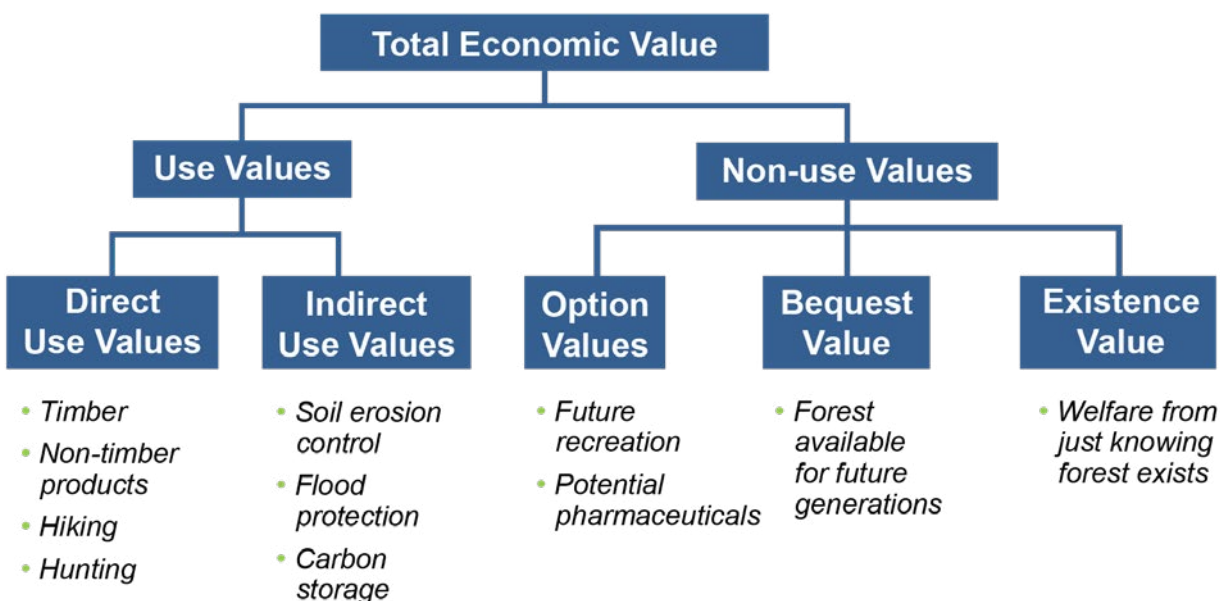 Total Economic Value
Use Values
Non-use Values
Direct
Use Values
Indirect
Use Values
Option
Values
Bequest
Value
Existence
Value
• Timber
• Non-timber
products
• Hiking
• Hunting
• Soil erosion
control
• Flood
protection
• Carbon
storage
• Future
recreation
• Potential
pharmaceuticals
• Forest
available
for future
generations
• Welfare from
just knowing
forest exists